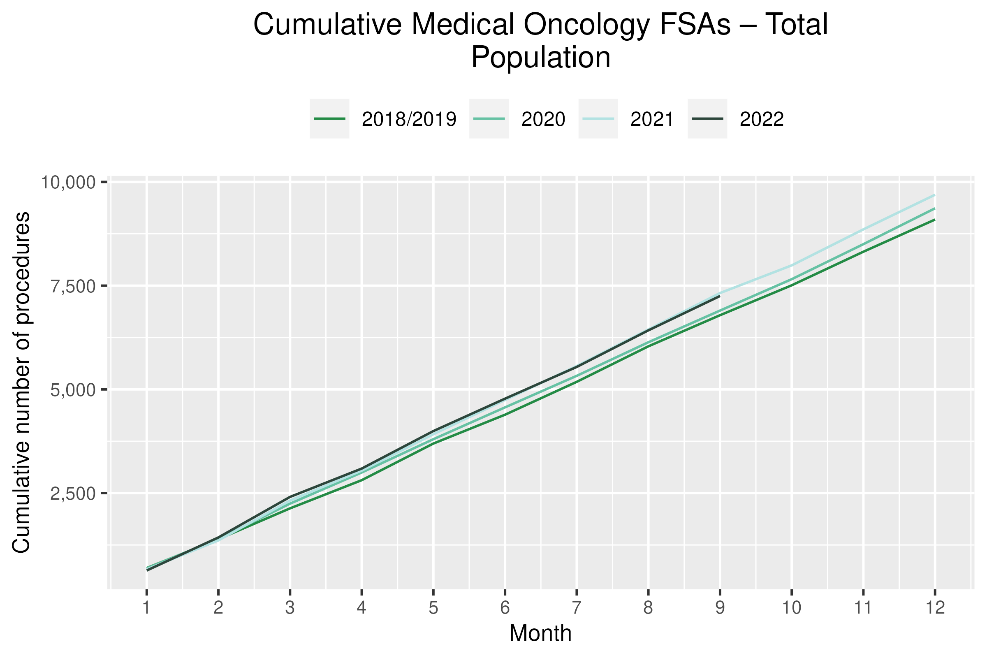 Cumulative Medical Oncology FSAs – Total
Population
2018/2019 2020 2021 2022
Cumulative number of procedures
10,000
7,500
5,000
2,500
1 2 3 4 5 6 7 8 9 10 11 12
Month